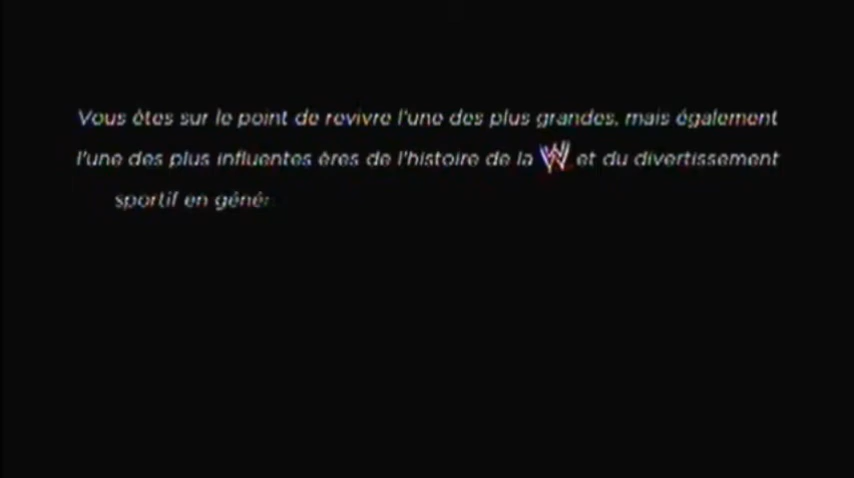 Vous êtes sur le point de revivre l'une des plus grandes, mais également
l'une des plus influentes ères de l'histoire de la W et du divertissement
sportif en génér